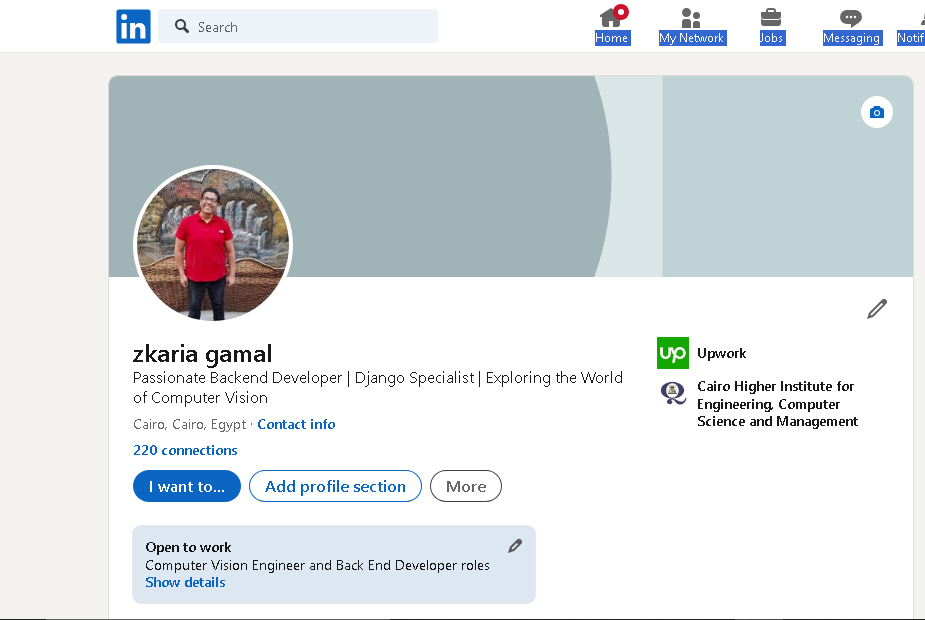 in
Search
Home
My Network
Jobs
Messaging
Notif
zkaria gamal
Passionate Backend Developer | Django Specialist | Exploring the World
of Computer Vision
Cairo, Cairo, Egypt · Contact info
220 connections
I want to...
Add profile section
More
up Upwork
Cairo Higher Institute for
Engineering, Computer
Science and Management
Open to work
Computer Vision Engineer and Back End Developer roles
Show details